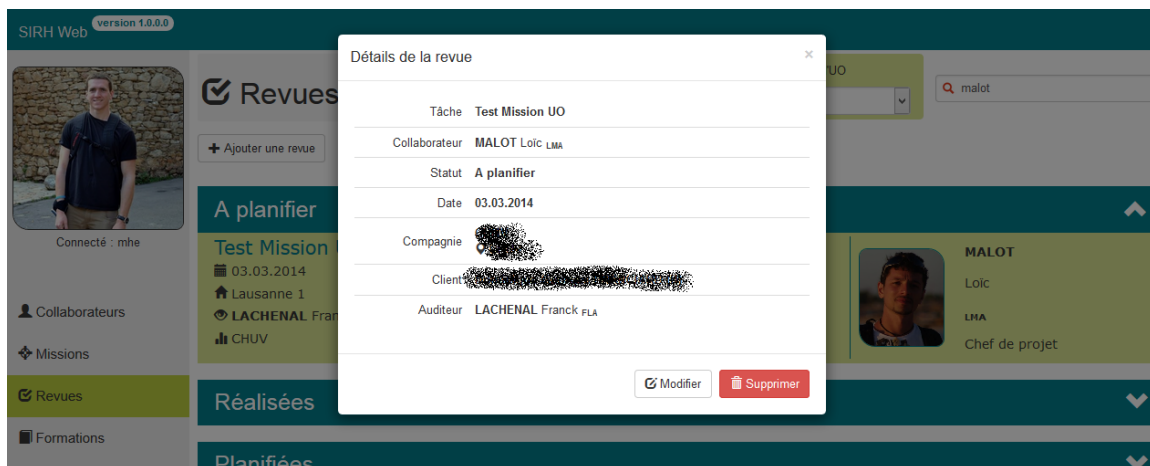 SIRH Web version 1.0.0.0
Détails de la revue ×
Tâche Test Mission UO
Collaborateur MALOT Loïc LMA
Statut A planifier
Date 03.03.2014
Compagnie
Client
Auditeur LACHENAL Franck FLA
Modifier Supprimer
Connecté : mhe
Collaborateurs
Missions
Revues
Formations
Revues
UO
malot
Ajouter une revue
A planifier
Test Mission
03.03.2014
Lausanne 1
LACHENAL Fran
CHUV
MALOT
Loïc
LMA
Chef de projet
Réalisées
Planifiées